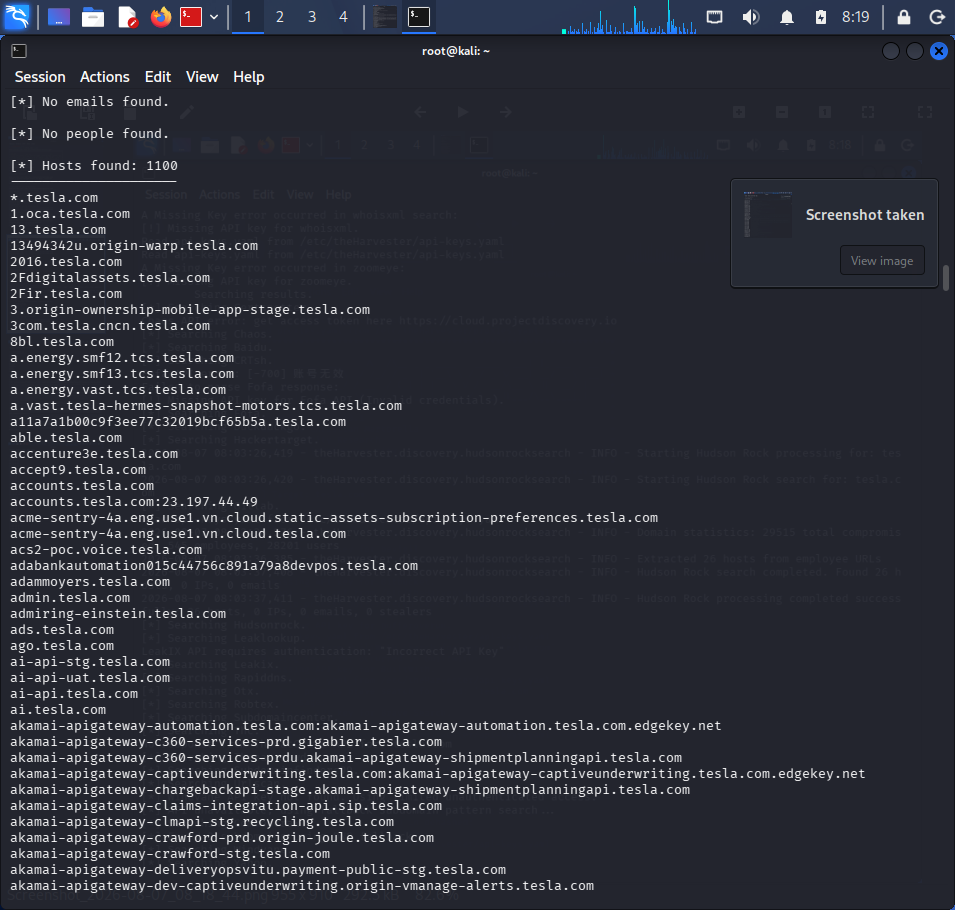 1 2 3 4 8:19
root@kali: ~
Session Actions Edit View Help
[*] No emails found.
[*] No people found.
[*] Hosts found: 1100
*.tesla.com
1.oca.tesla.com
13.tesla.com
13494342u.origin-warp.tesla.com
2016.tesla.com
2Fdigitalassets.tesla.com
2Fir.tesla.com
3.origin-ownership-mobile-app-stage.tesla.com
3com.tesla.cncn.tesla.com
8bl.tesla.com
a.energy.smf12.tcs.tesla.com
a.energy.smf13.tcs.tesla.com
a.energy.vast.tcs.tesla.com
a.vast.tesla-hermes-snapshot-motors.tcs.tesla.com
a11a7a1b00c9f3ee77c32019bcf65b5a.tesla.com
able.tesla.com
accenture3e.tesla.com
accept9.tesla.com
accounts.tesla.com
accounts.tesla.com:23.197.44.49
acme-sentry-4a.eng.use1.vn.cloud.static-assets-subscription-preferences.tesla.com
acme-sentry-4a.eng.use1.vn.cloud.tesla.com
acs2-poc.voice.tesla.com
adabankautomation015c44756c891a79a8devpos.tesla.com
adammoyers.tesla.com
admin.tesla.com
admiring-einstein.tesla.com
ads.tesla.com
ago.tesla.com
ai-api-stg.tesla.com
ai-api-uat.tesla.com
ai-api.tesla.com
ai.tesla.com
akamai-apigateway-automation.tesla.com:akamai-apigateway-automation.tesla.com.edgekey.net
akamai-apigateway-c360-services-prd.gigabier.tesla.com
akamai-apigateway-c360-services-prdu.akamai-apigateway-shipmentplanningapi.tesla.com
akamai-apigateway-captiveunderwriting.tesla.com:akamai-apigateway-captiveunderwriting.tesla.com.edgekey.net
akamai-apigateway-chargebackapi-stage.akamai-apigateway-shipmentplanningapi.tesla.com
akamai-apigateway-claims-integration-api.sip.tesla.com
akamai-apigateway-clmapi-stg.recycling.tesla.com
akamai-apigateway-crawford-prd.origin-joule.tesla.com
akamai-apigateway-crawford-stg.tesla.com
akamai-apigateway-deliveryopsvitu.payment-public-stg.tesla.com
akamai-apigateway-dev-captiveunderwriting.origin-vmanage-alerts.tesla.com
Screenshot taken
View image